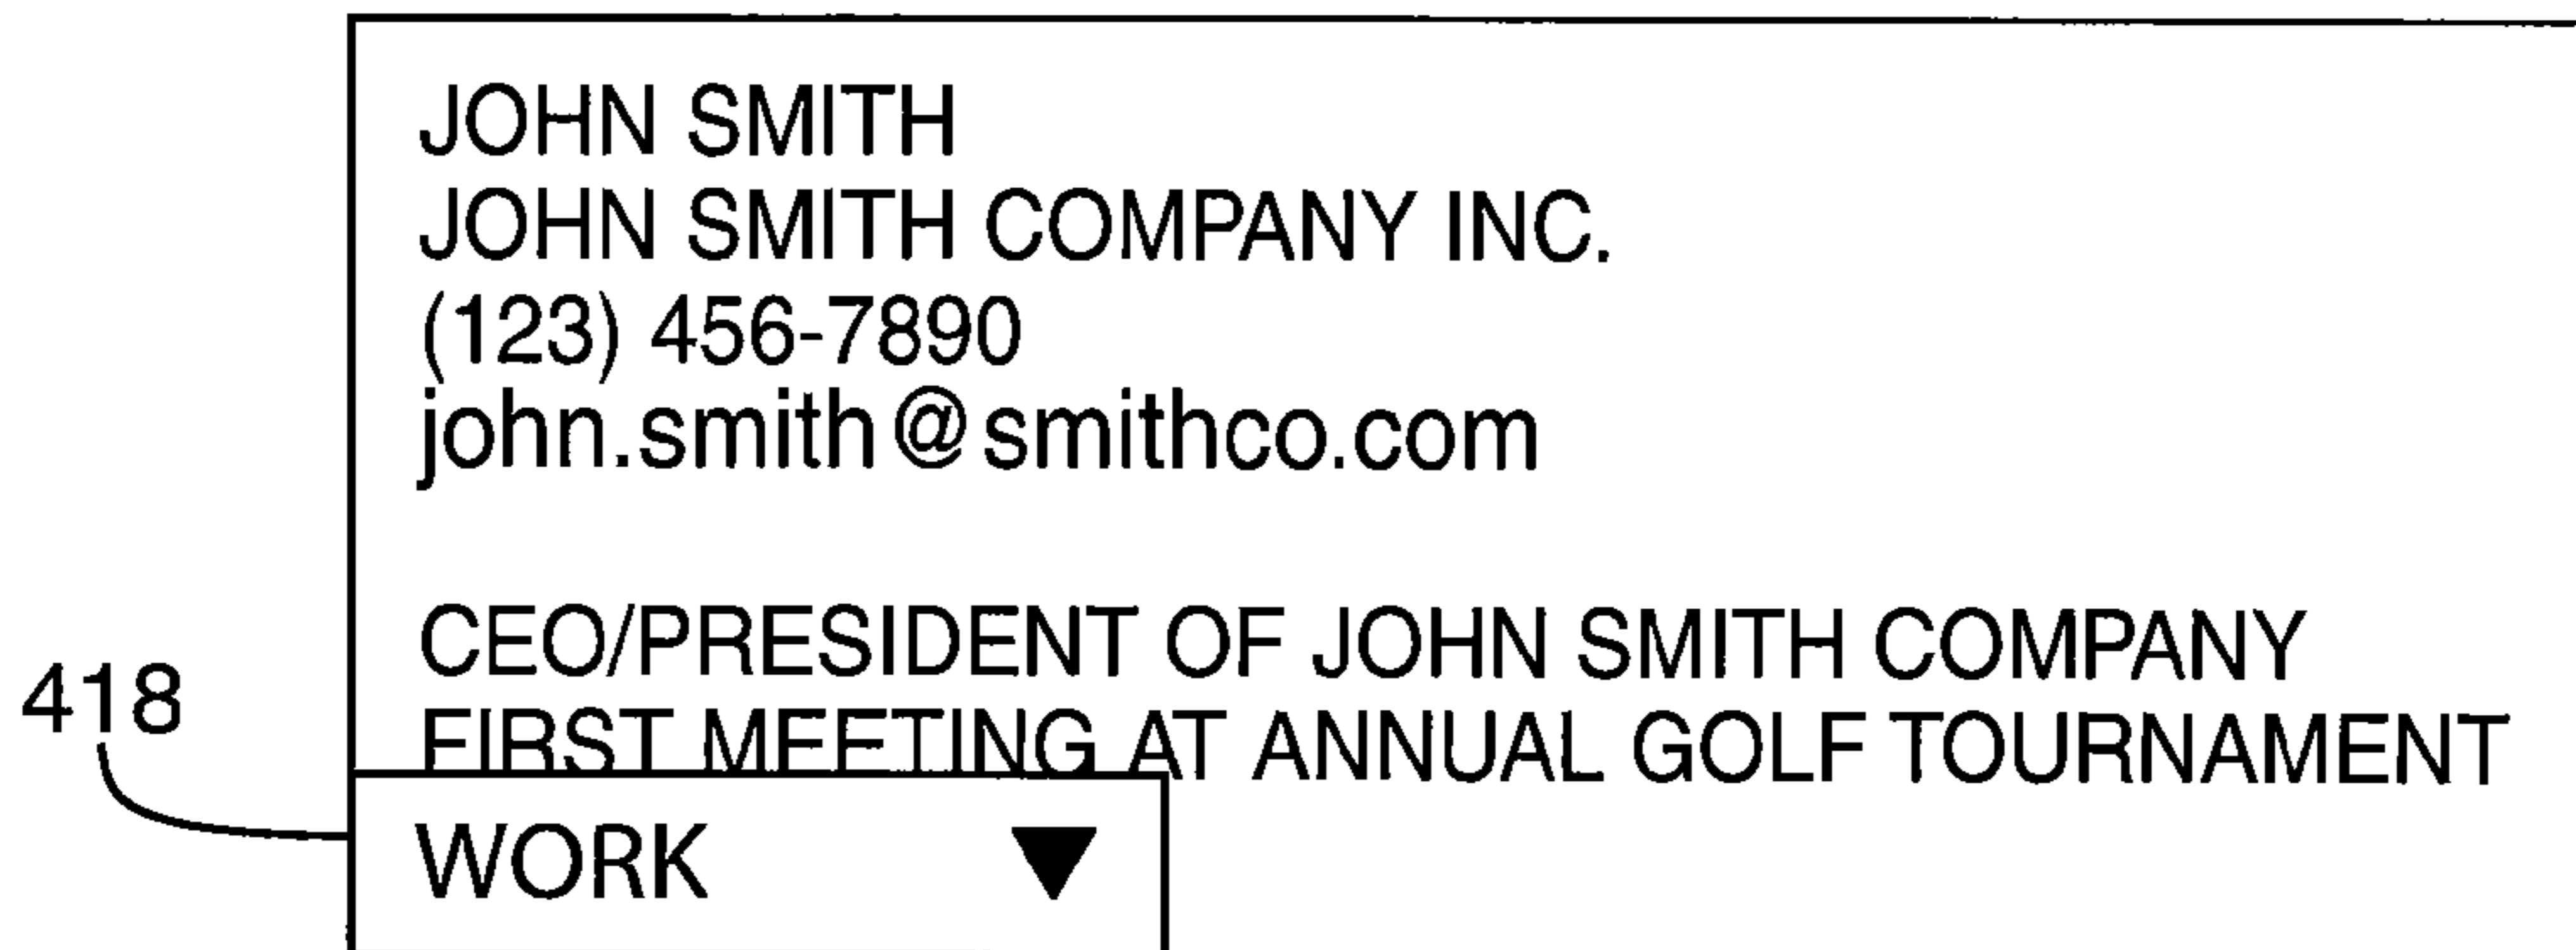 JOHN SMITH
JOHN SMITH COMPANY INC.
(123) 456-7890
john.smith@smithco.com
CEO/PRESIDENT OF JOHN SMITH COMPANY
FIRST MEETING AT ANNUAL GOLF TOURNAMENT
418
WORK